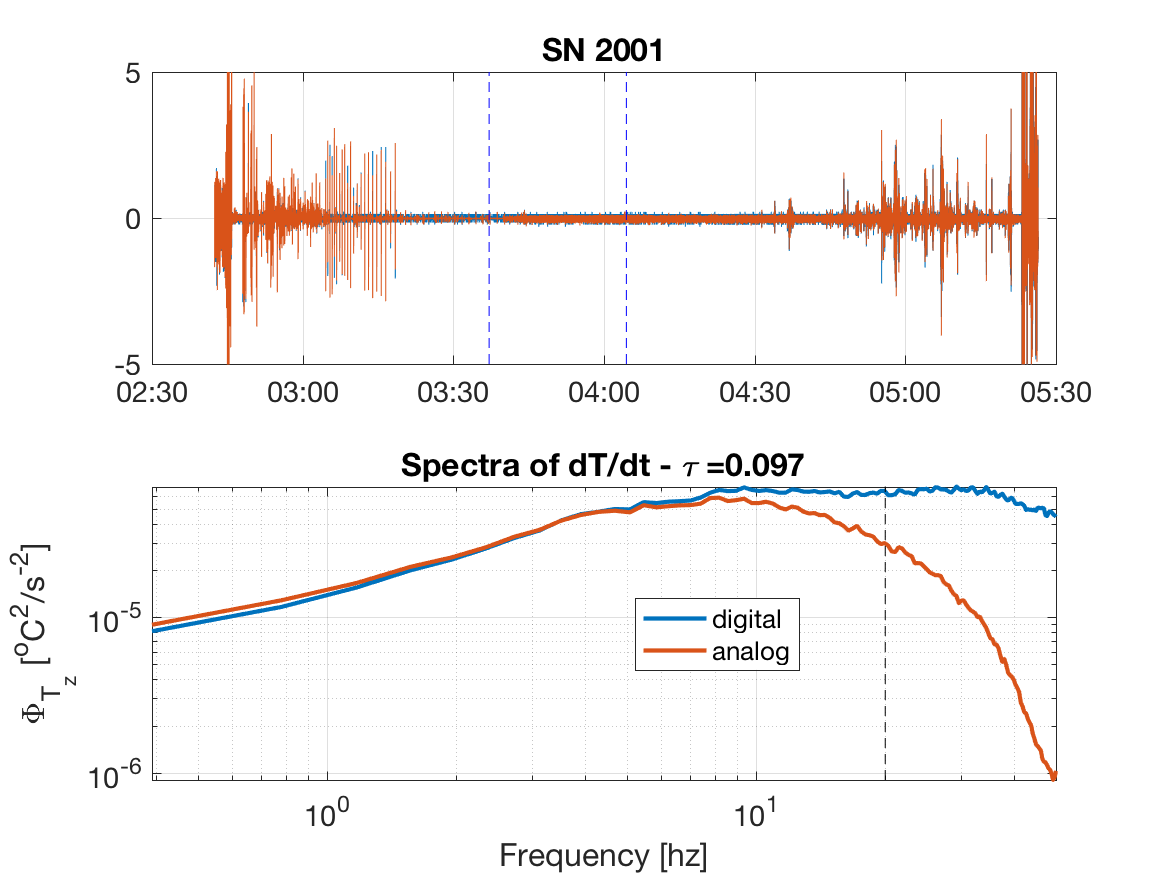 SN 2001
5
0
-5
02:30 03:00 03:30 04:00 04:30 05:00 05:30
Spectra of dT/dt - τ =0.097
Φ_{T_z} [°C²/s⁻²]
10⁻⁵
10⁻⁶
digital
analog
10⁰ 10¹
Frequency [hz]